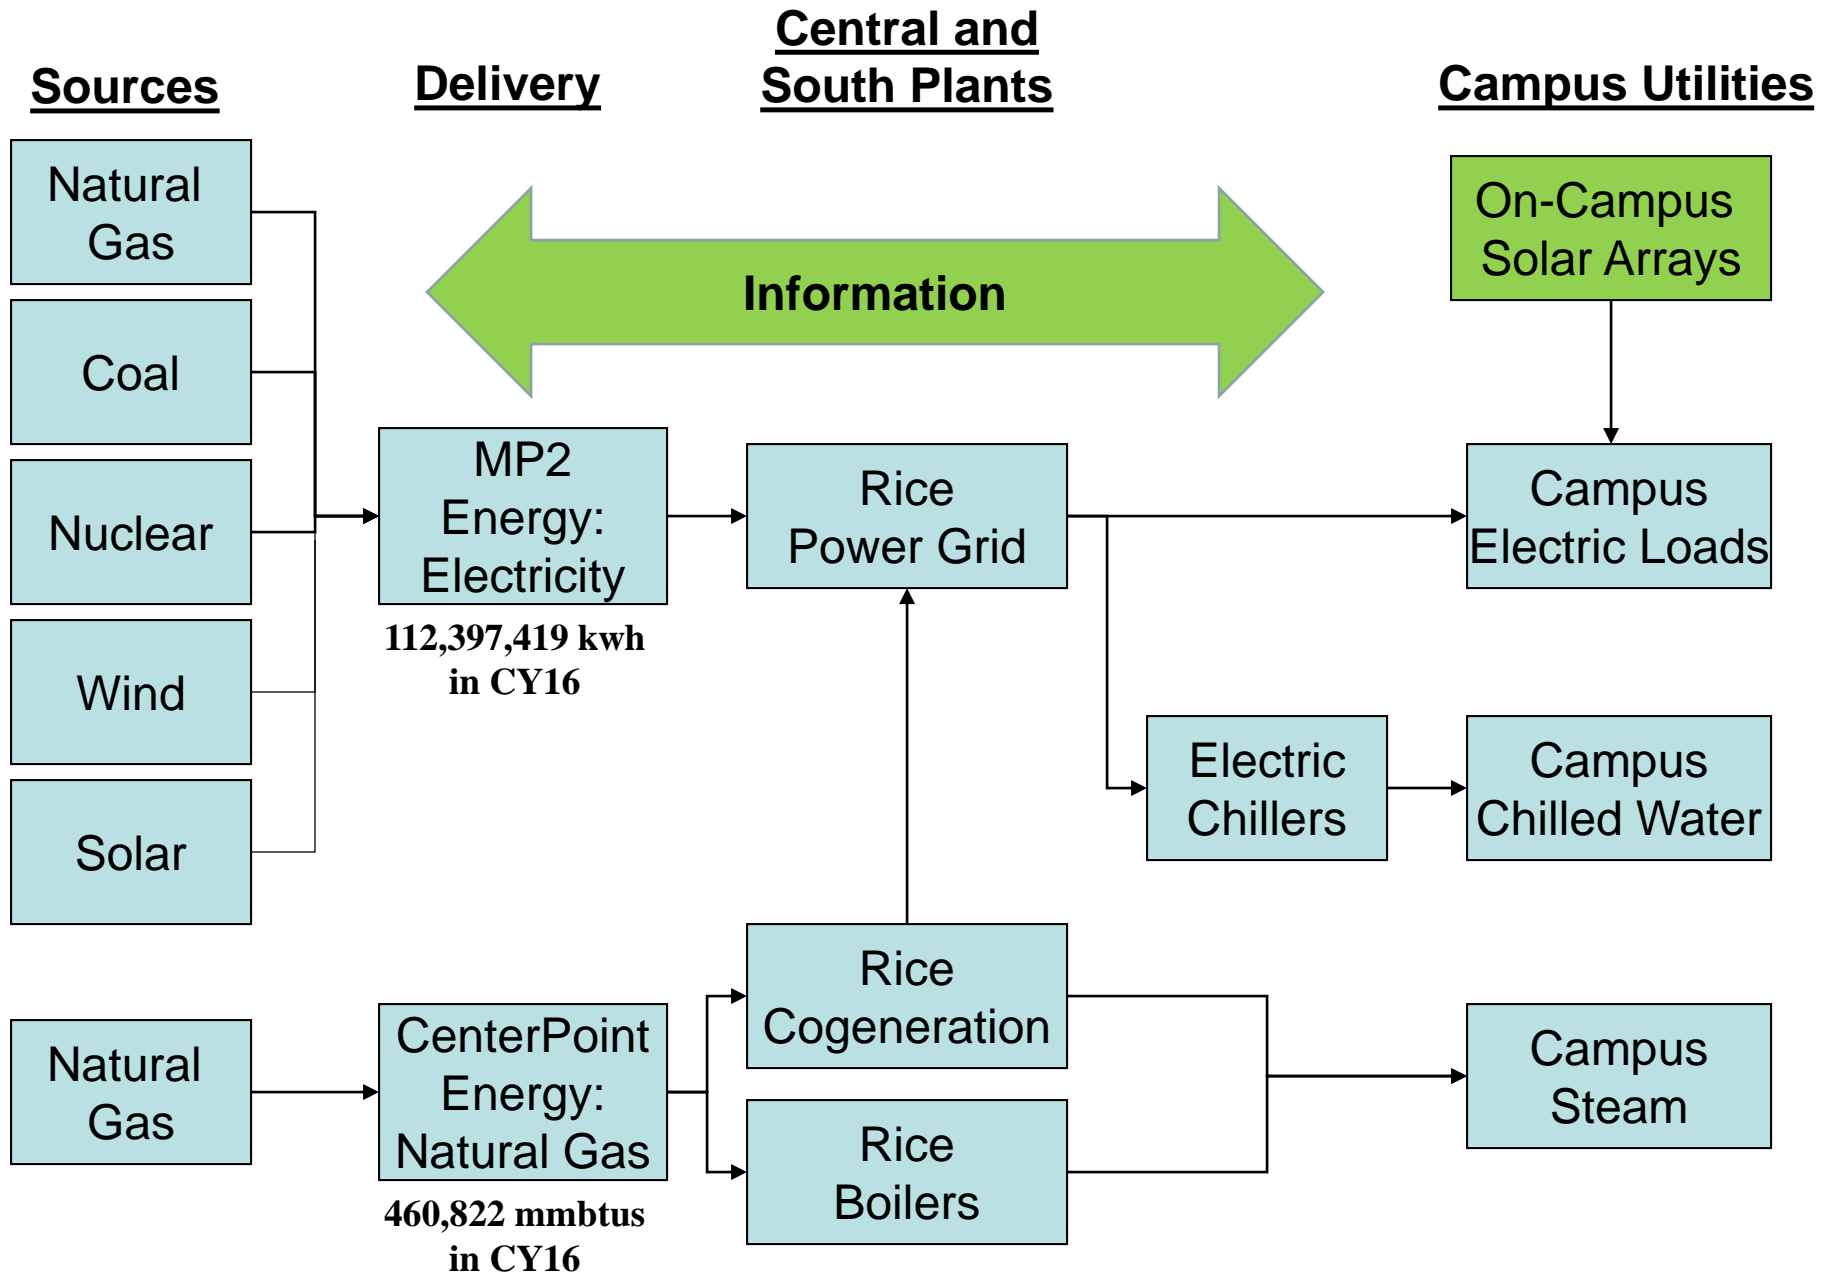 Sources
Delivery
Central and
South Plants
Campus Utilities
Natural
Gas
Coal
Nuclear
Wind
Solar
Natural
Gas
Information
MP2
Energy:
Electricity
112,397,419 kwh
in CY16
CenterPoint
Energy:
Natural Gas
460,822 mmbtus
in CY16
Rice
Power Grid
Rice
Cogeneration
Rice
Boilers
Electric
Chillers
On-Campus
Solar Arrays
Campus
Electric Loads
Campus
Chilled Water
Campus
Steam